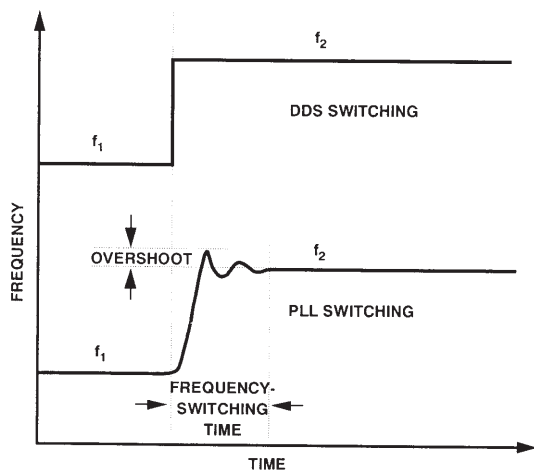 f₂
DDS SWITCHING
f₁
FREQUENCY
OVERSHOOT
f₂
PLL SWITCHING
f₁
FREQUENCY-
SWITCHING
TIME
TIME